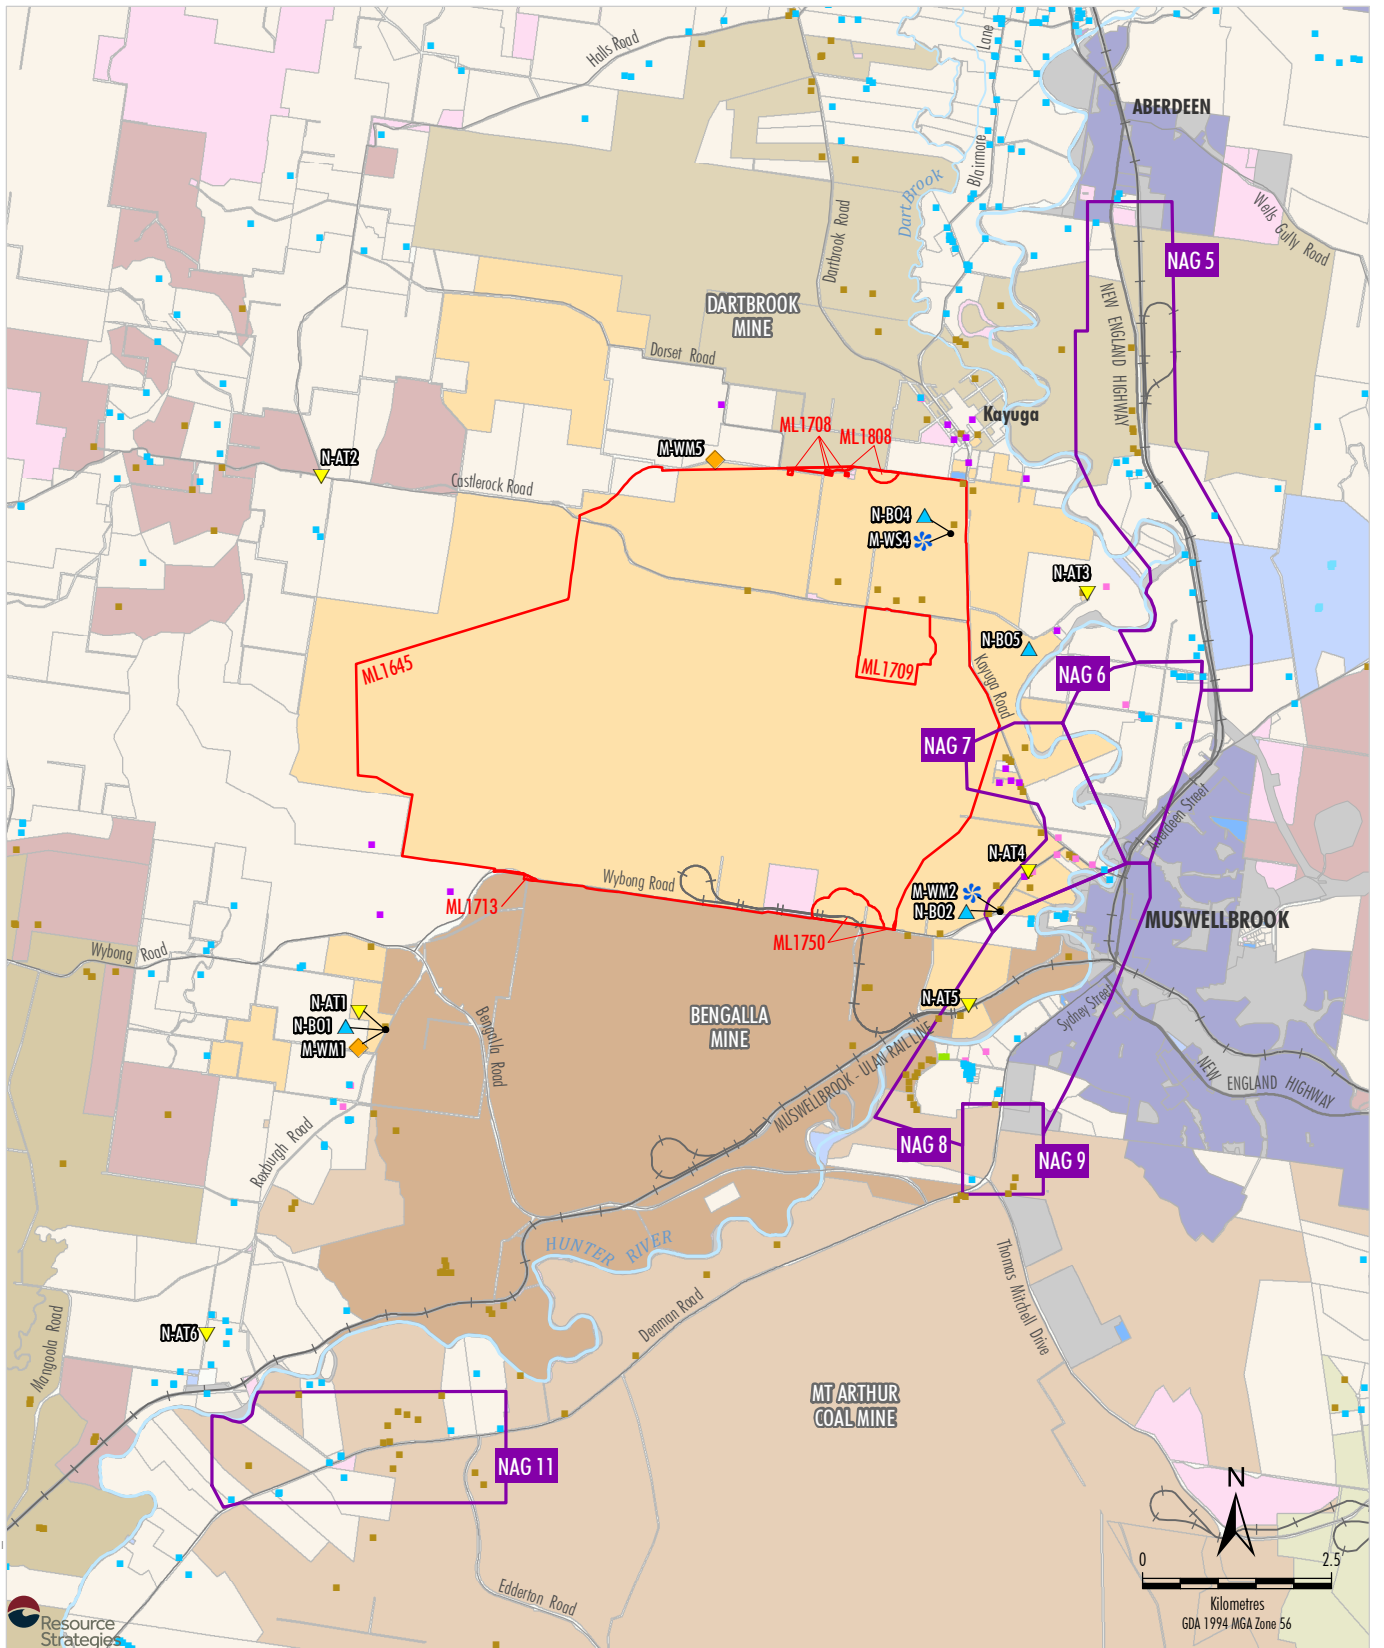 Halls Road
Lane
Blairmore
ABERDEEN
Dart Brook
Wells Gully Road
Dartbrook Road
NAG 5
DARTBROOK
MINE
NEW ENGLAND HIGHWAY
Dorset Road
Kayuga
ML1708
ML1808
M-WM5
N-AT2
Castlerock Road
N-BO4
M-WS4
N-AT3
N-BO5
ML1645
ML1709
Kayuga Road
NAG 6
NAG 7
Aberdeen Street
N-AT4
Wybong Road
M-WM2
N-BO2
ML1713
MUSWELLBROOK
ML1750
Wybong Road
N-AT1
N-BO1
M-WM1
N-AT5
Sydney Street
BENGALLA
MINE
Bengalla Road
MUSWELLBROOK - ULAN RAIL LINE
NEW ENGLAND HIGHWAY
Roxburgh Road
NAG 8
NAG 9
HUNTER RIVER
Thomas Mitchell Drive
Denman Road
Mangoola Road
N-AT6
MT ARTHUR
COAL MINE
NAG 11
N
0 2.5
Kilometres
GDA 1994 MGA Zone 56
Edderton Road
Resource
Strategies